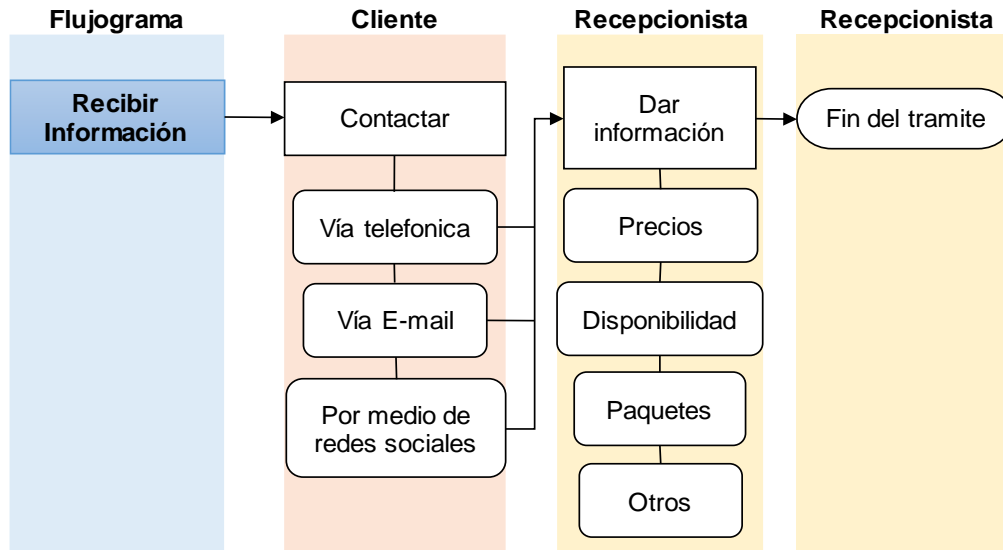 Flujograma
Cliente
Recepcionista
Recepcionista
Recibir
Información
Contactar
Dar
información
Fin del tramite
Vía telefonica
Vía E-mail
Por medio de
redes sociales
Precios
Disponibilidad
Paquetes
Otros